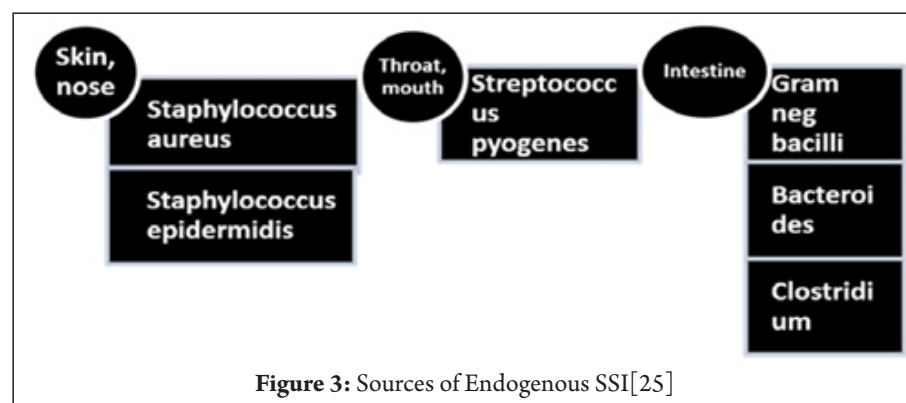 Skin,
nose
Staphylococcus
aureus
Staphylococcus
epidermidis
Throat,
mouth
Streptococc
us
pyogenes
Intestine
Gram
neg
bacilli
Bacteroi
des
Clostridi
um
Figure 3: Sources of Endogenous SSI[25]